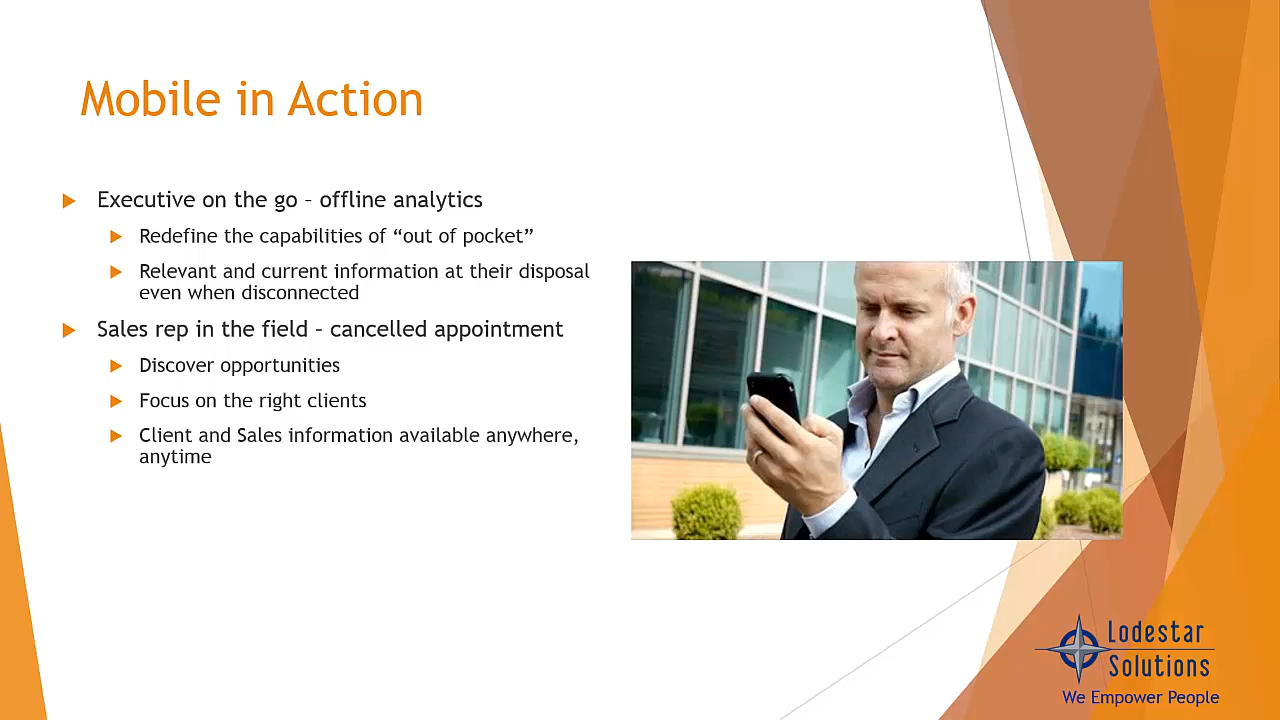 Mobile in Action
Executive on the go – offline analytics
Redefine the capabilities of “out of pocket”
Relevant and current information at their disposal
even when disconnected
Sales rep in the field – cancelled appointment
Discover opportunities
Focus on the right clients
Client and Sales information available anywhere,
anytime
Lodestar
Solutions
We Empower People